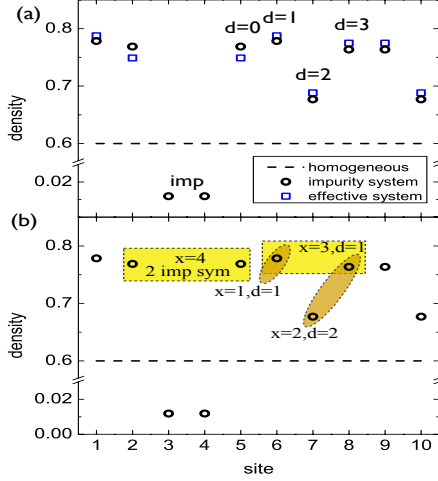 (a)
0.8
d=0
d=1
d=3
d=2
0.7
density
0.6
imp
0.02
homogeneous
impurity system
effective system
(b)
0.8
x=4
2 imp sym
x=3,d=1
x=1,d=1
0.7
x=2,d=2
density
0.6
0.02
0.00
1 2 3 4 5 6 7 8 9 10
site